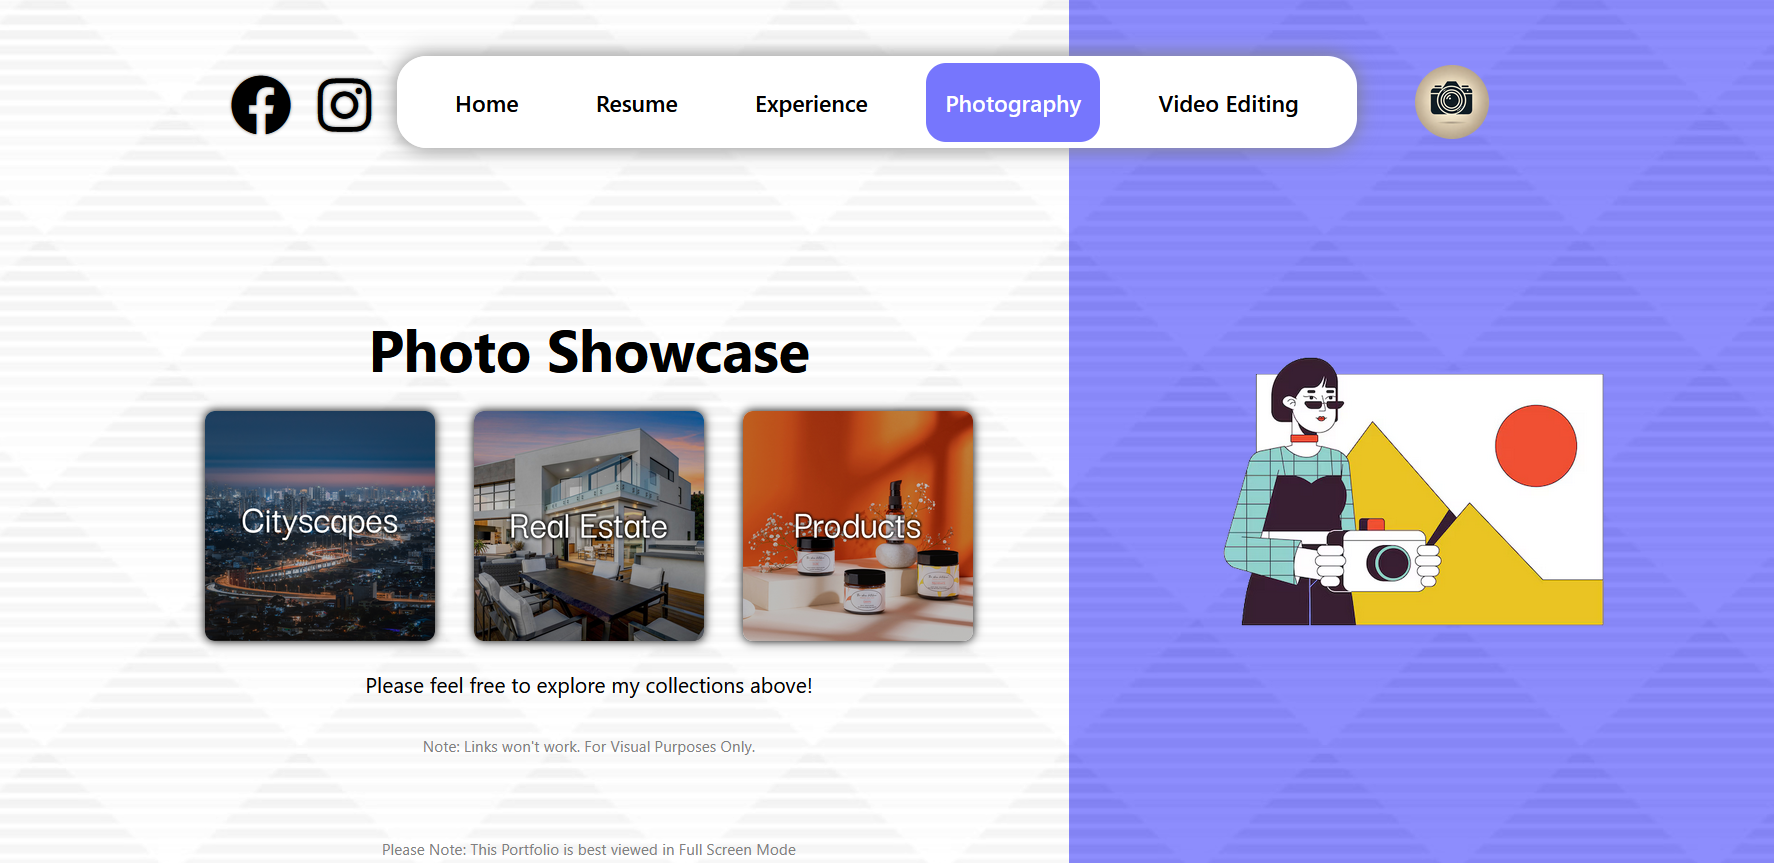 Home
Resume
Experience
Photography
Video Editing
Photo Showcase
Cityscapes
Real Estate
Products
Please feel free to explore my collections above!
Note: Links won't work. For Visual Purposes Only.
Please Note: This Portfolio is best viewed in Full Screen Mode